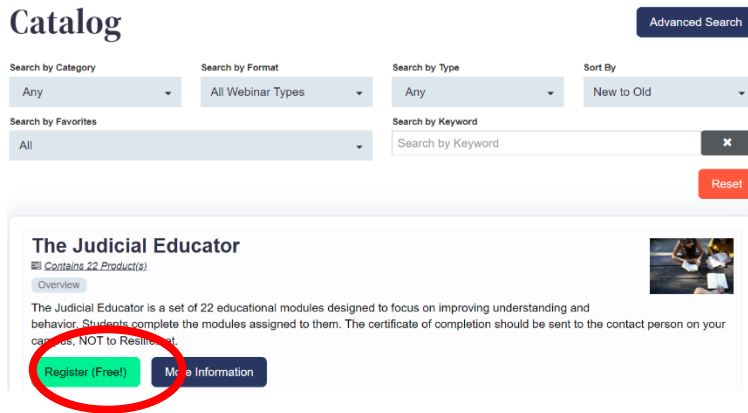 Catalog
Advanced Search
Search by Category
Search by Format
Search by Type
Sort By
Any
All Webinar Types
Any
New to Old
Search by Favorites
Search by Keyword
All
Search by Keyword
Reset
The Judicial Educator
Contains 22 Product(s)
Overview
The Judicial Educator is a set of 22 educational modules designed to focus on improving understanding and
behavior. Students complete the modules assigned to them. The certificate of completion should be sent to the contact person on your
campus, NOT to
Register (Free!)
More Information